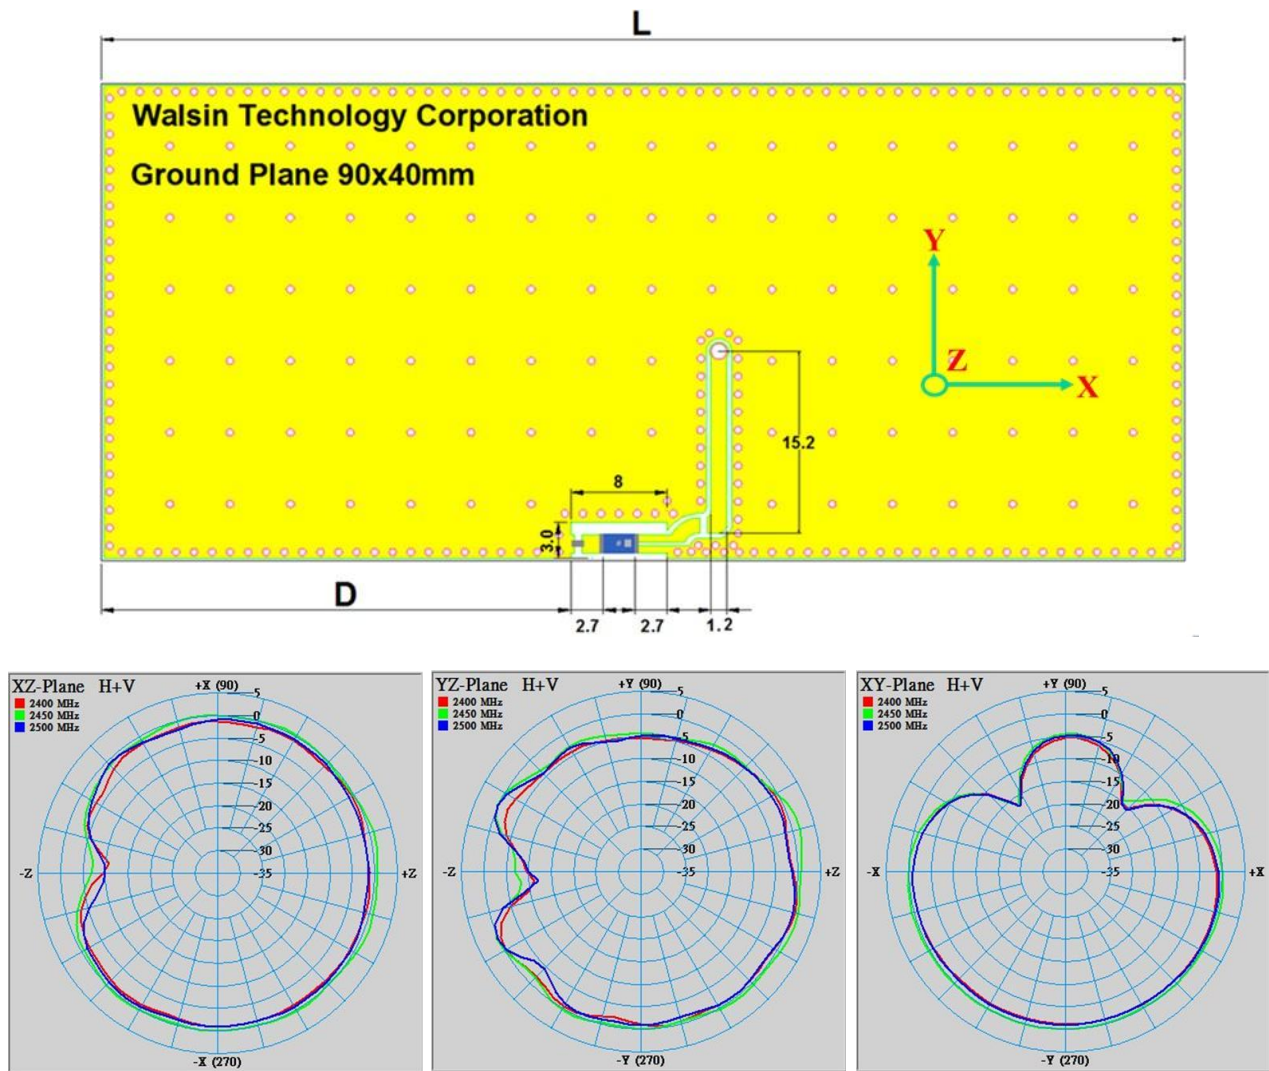 L
Walsin Technology Corporation
Ground Plane 90x40mm
Y
Z
X
15.2
8
3.0
D
2.7
2.7
1.2
XZ-Plane H+V
2400 MHz
2450 MHz
2500 MHz
+X (90)
5
0
-5
-10
-15
20
-25
-30
-35
-Z
+Z
-X (270)
YZ-Plane H+V
2400 MHz
2450 MHz
2500 MHz
+Y (90)
5
0
-5
-10
-15
20
-25
-30
-35
-Z
+Z
-Y (270)
XY-Plane H+V
2400 MHz
2450 MHz
2500 MHz
+Y (90)
5
0
-5
-10
-15
20
-25
-30
-35
-X
+X
-Y (270)